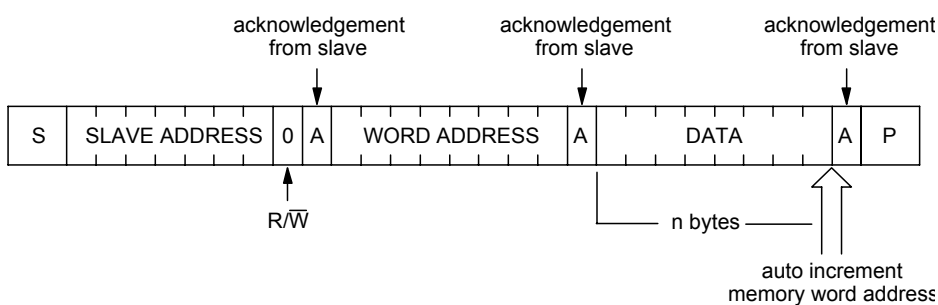 acknowledgement
from slave
acknowledgement
from slave
acknowledgement
from slave
S SLAVE ADDRESS 0 A WORD ADDRESS A DATA A P
R/W̅
n bytes
auto increment
memory word address